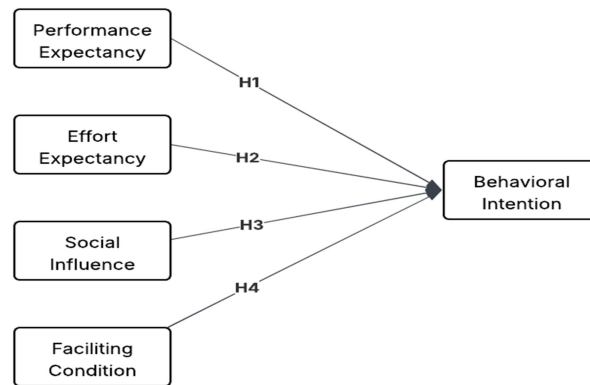 Performance
Expectancy
H1
Effort
Expectancy
H2
Behavioral
Intention
Social
Influence
H3
H4
Faciliting
Condition